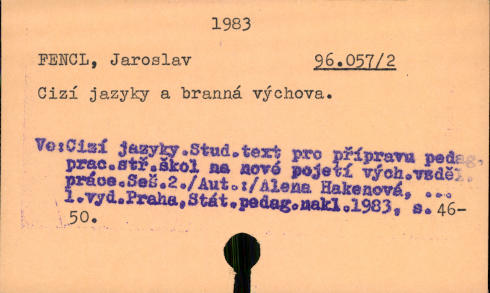 1983
FENCL, Jaroslav 96.057/2
Cizí jazyky a branná výchova.
Ve:Cizí jazyky.Stud.text pro přípravu pedag.
prac.stř.škol na nové pojetí vých.vzděl.
práce.Seš.2./Aut.:/Alena Hakenová, ...
1.vyd.Praha,Stát.pedag.nakl.1983, s. 46-
50.